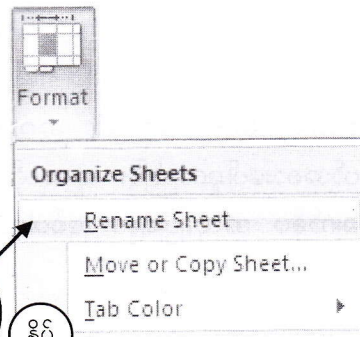 Format
Organize Sheets
Rename Sheet
Move or Copy Sheet...
Tab Color